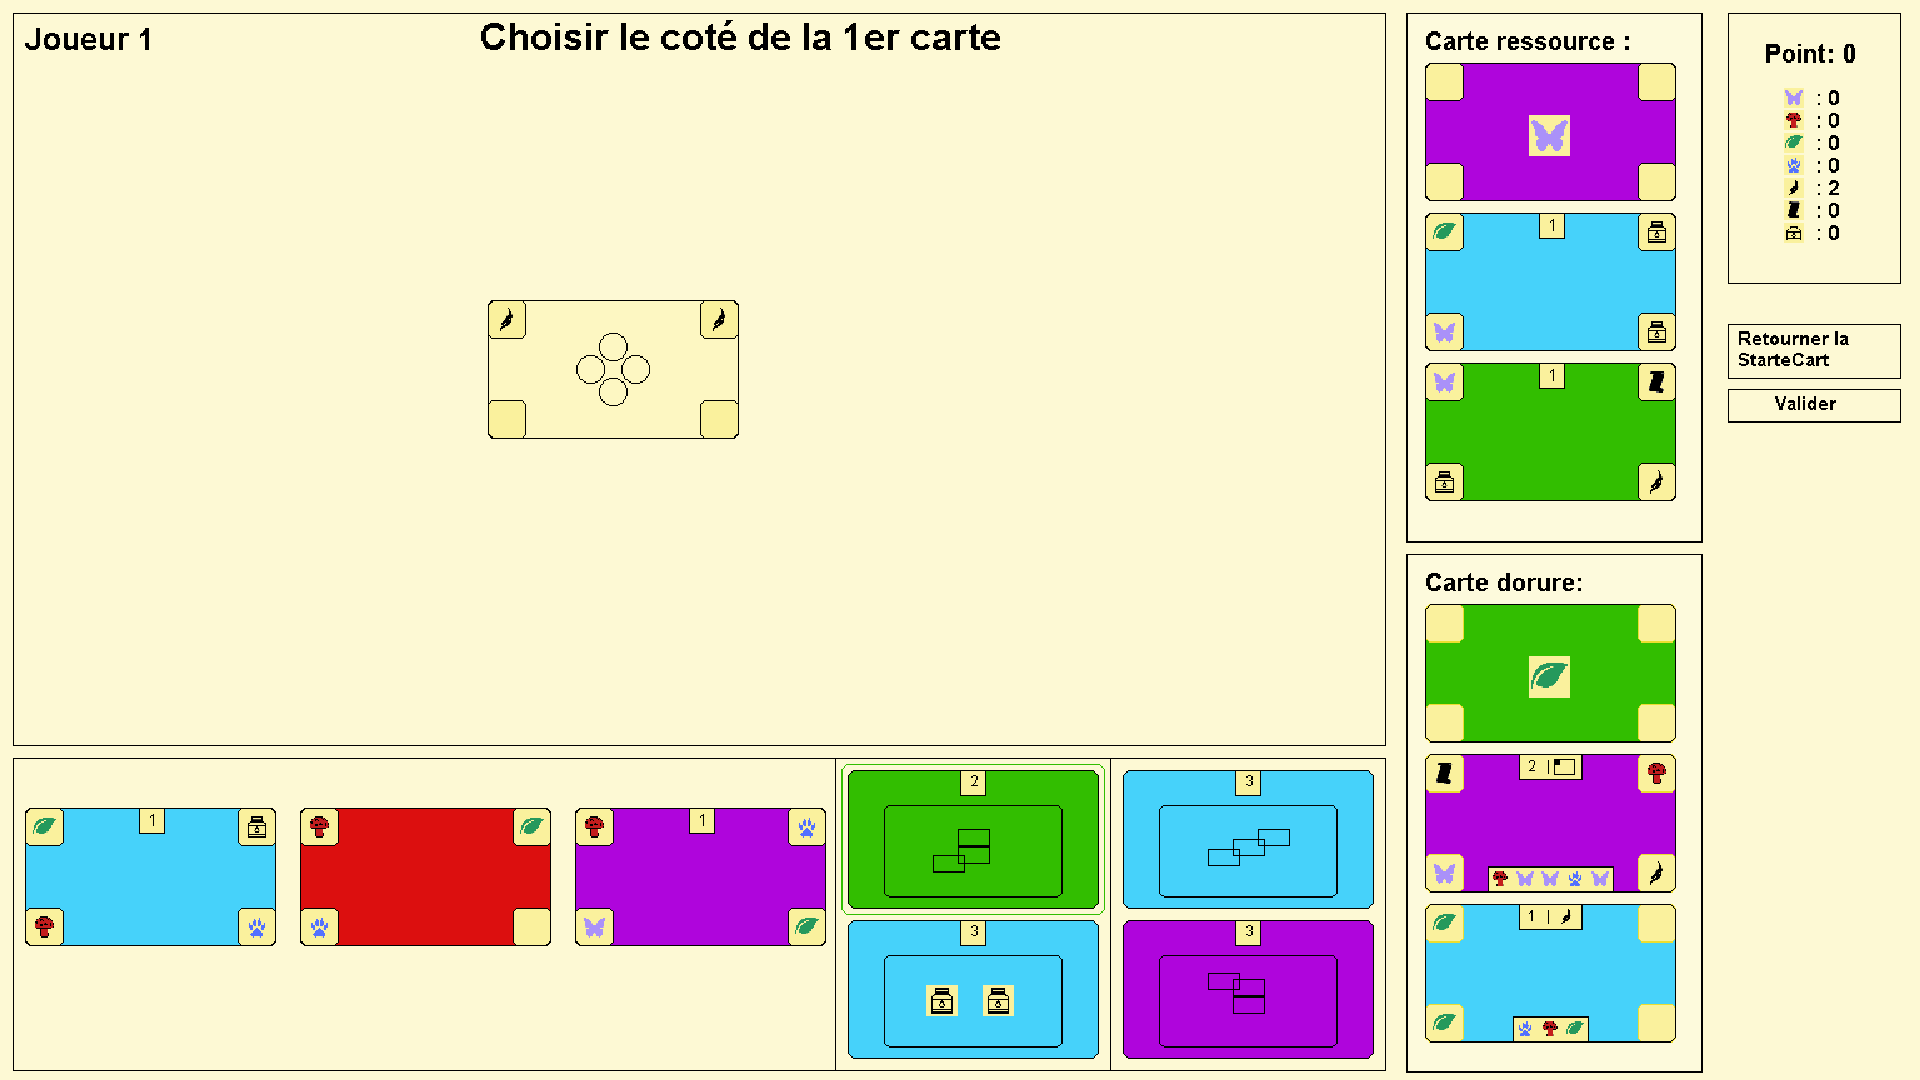 Joueur 1
Choisir le coté de la 1er carte
Carte ressource :
1
1
Carte dorure:
2 |
1 |
Point: 0
: 0
: 0
: 0
: 0
: 2
: 0
: 0
Retourner la
StarteCart
Valider
1
1
2
3
3
3